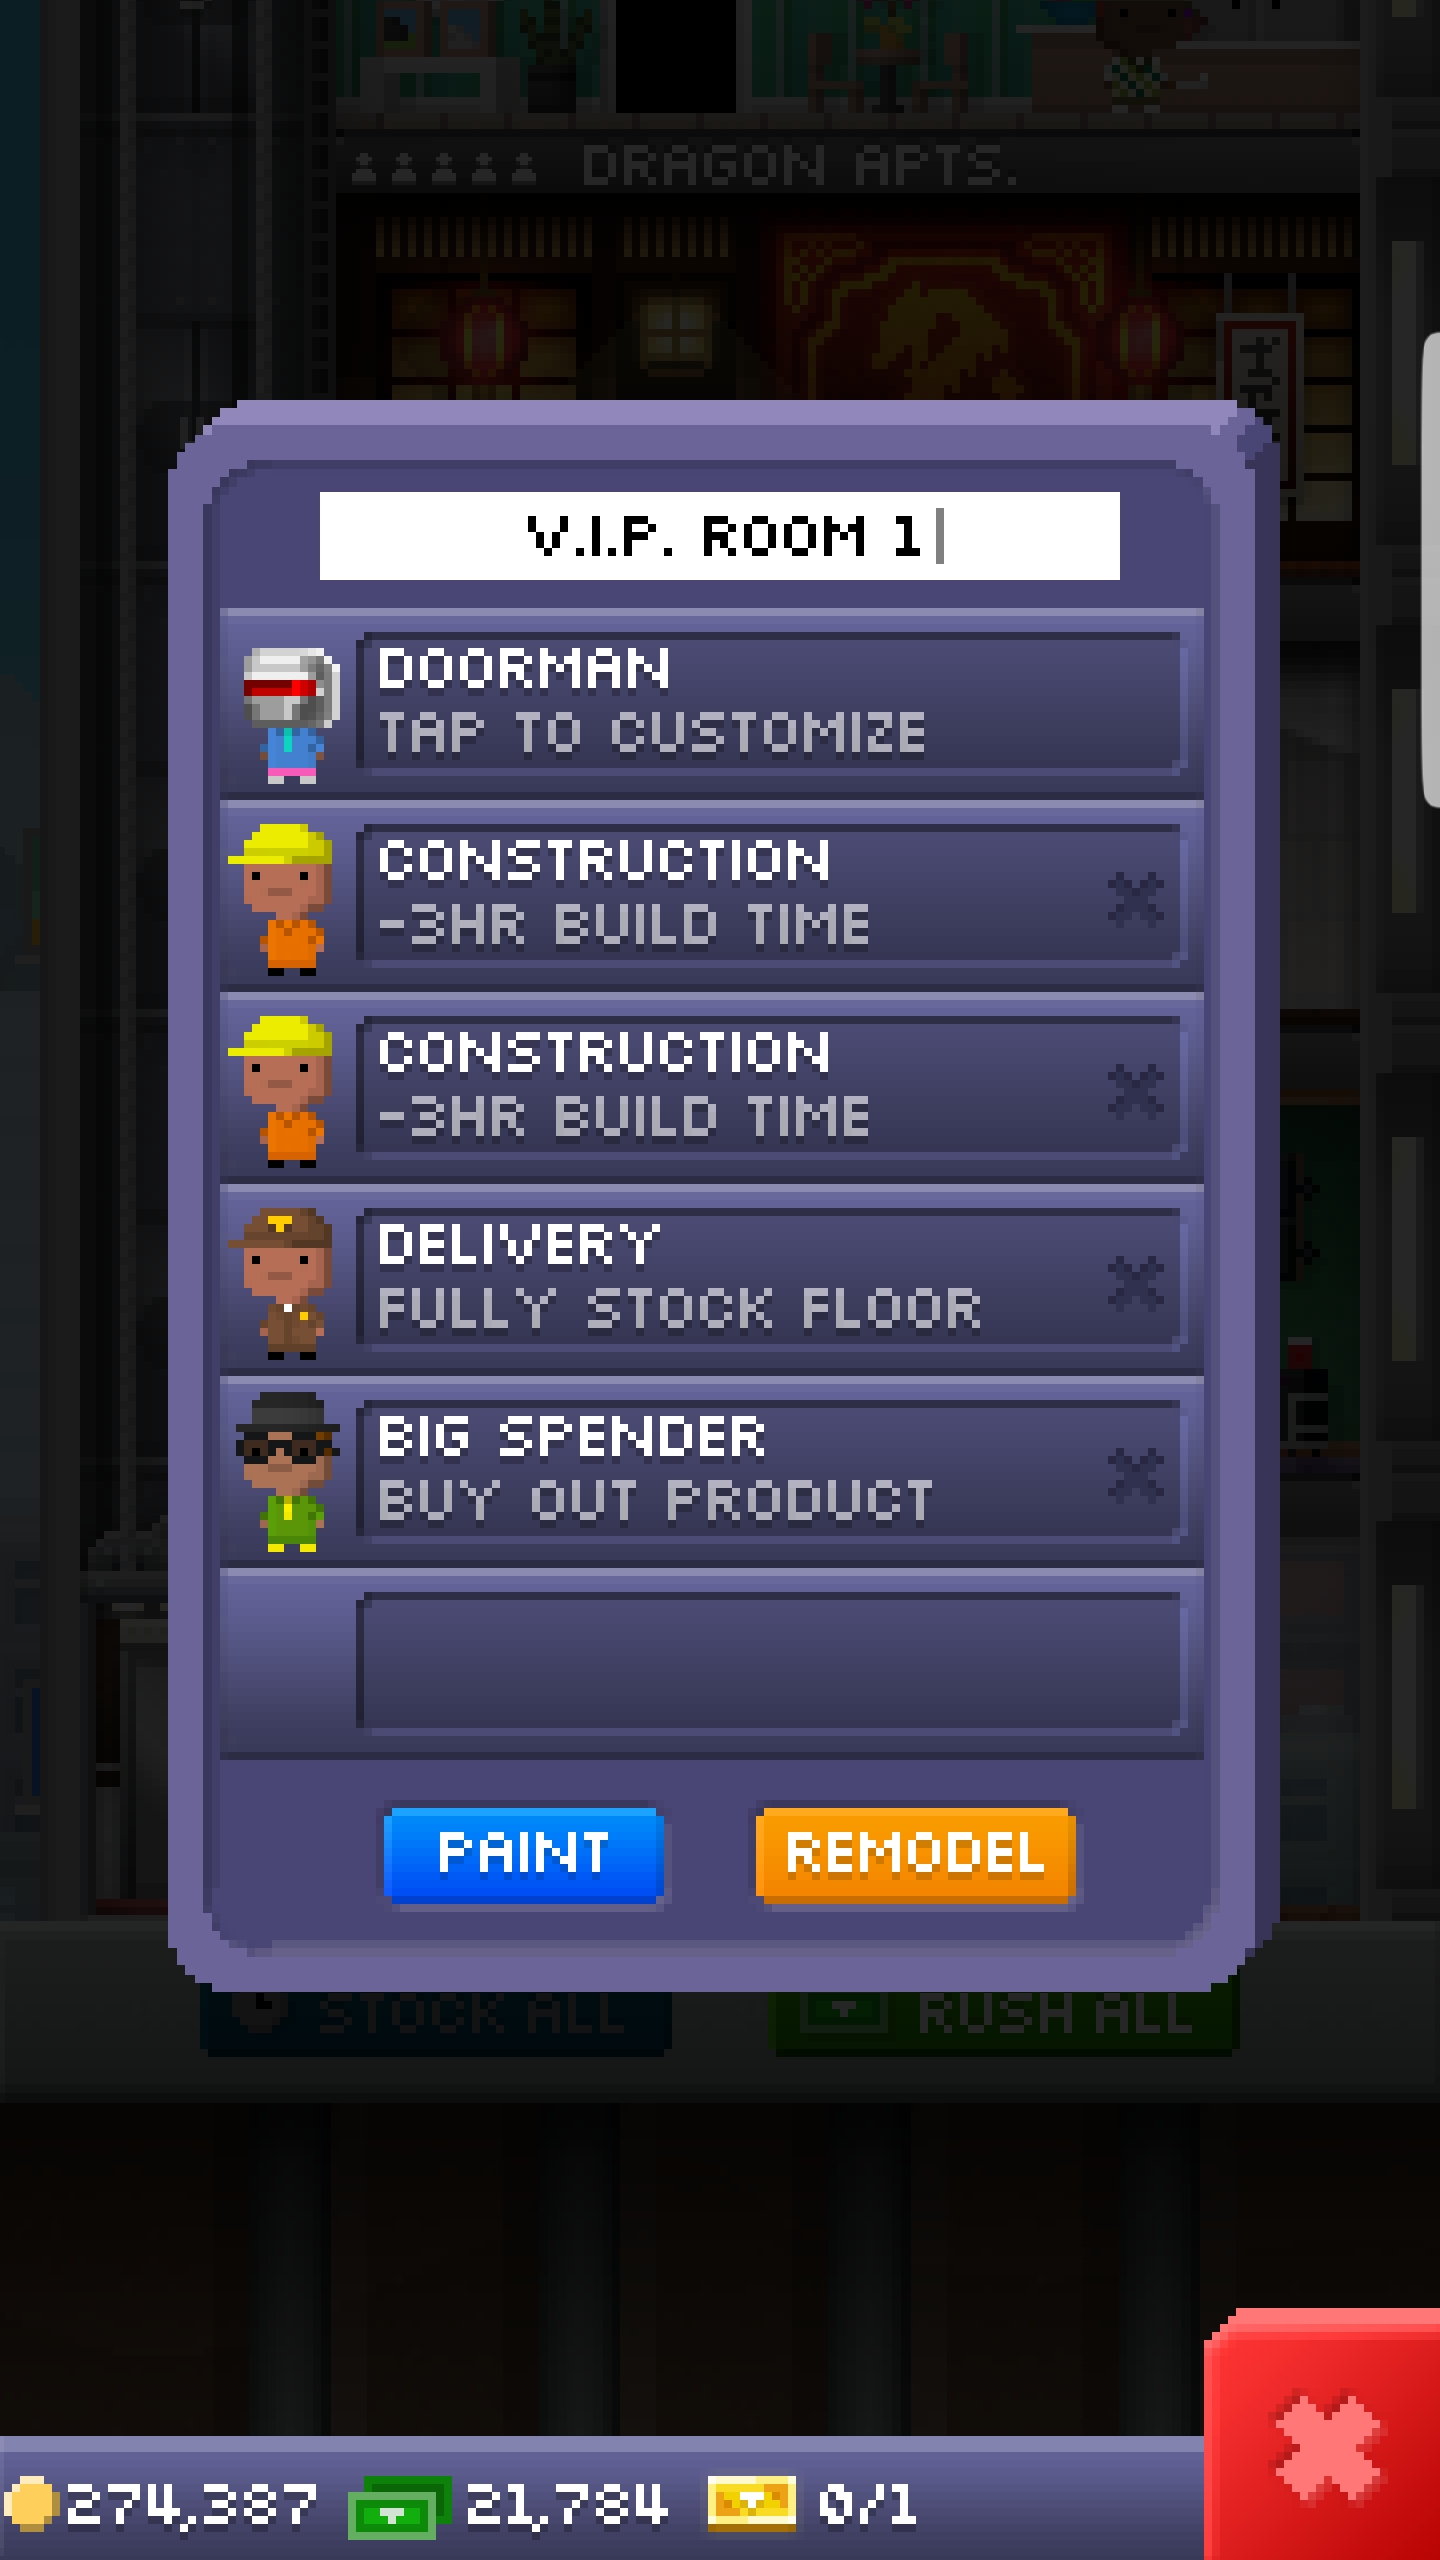 DRAGON APTS.
V.I.P. ROOM 1
DOORMAN
TAP TO CUSTOMIZE
CONSTRUCTION
-3HR BUILD TIME
CONSTRUCTION
-3HR BUILD TIME
DELIVERY
FULLY STOCK FLOOR
BIG SPENDER
BUY OUT PRODUCT
PAINT
REMODEL
STOCK ALL
RUSH ALL
274,387
21,784
0/1